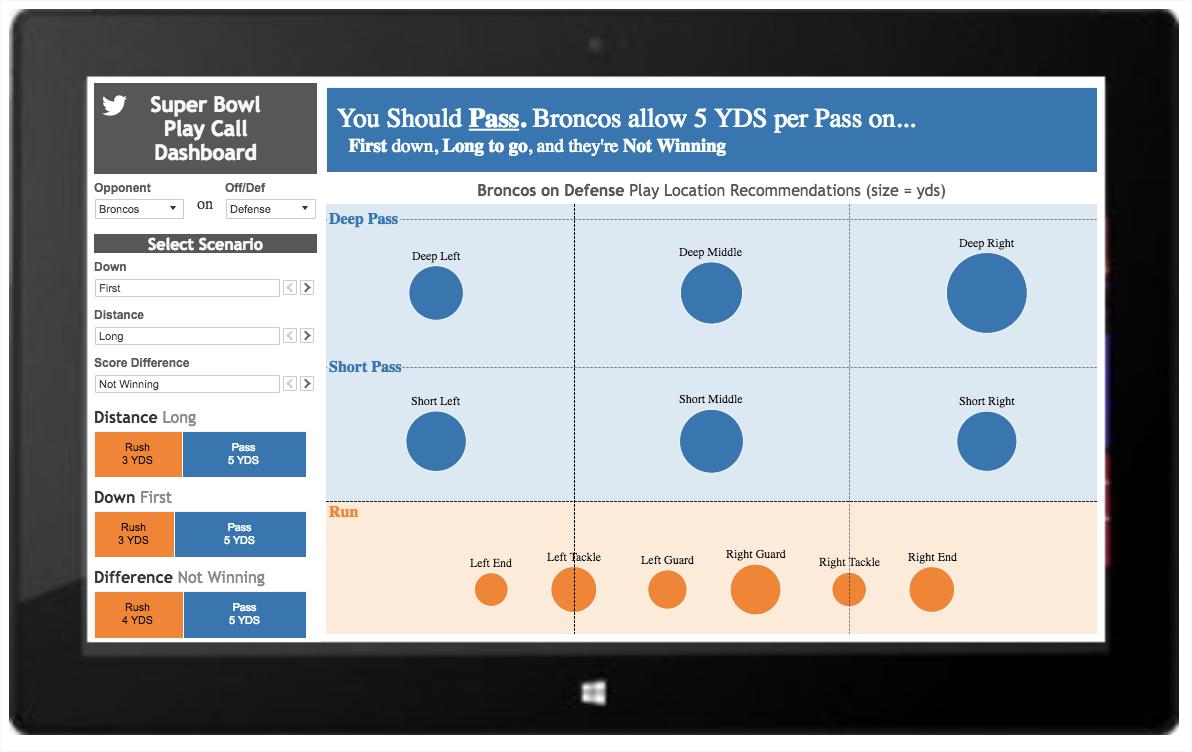 Super Bowl
Play Call
Dashboard
You Should Pass. Broncos allow 5 YDS per Pass on...
First down, Long to go, and they're Not Winning
Opponent
Off/Def
Broncos
on
Defense
Select Scenario
Down
First
Distance
Long
Score Difference
Not Winning
Distance Long
Rush
3 YDS
Pass
5 YDS
Down First
Rush
3 YDS
Pass
5 YDS
Difference Not Winning
Rush
4 YDS
Pass
5 YDS
Broncos on Defense Play Location Recommendations (size = yds)
Deep Pass
Deep Left
Deep Middle
Deep Right
Short Pass
Short Left
Short Middle
Short Right
Run
Left End
Left Tackle
Left Guard
Right Guard
Right Tackle
Right End